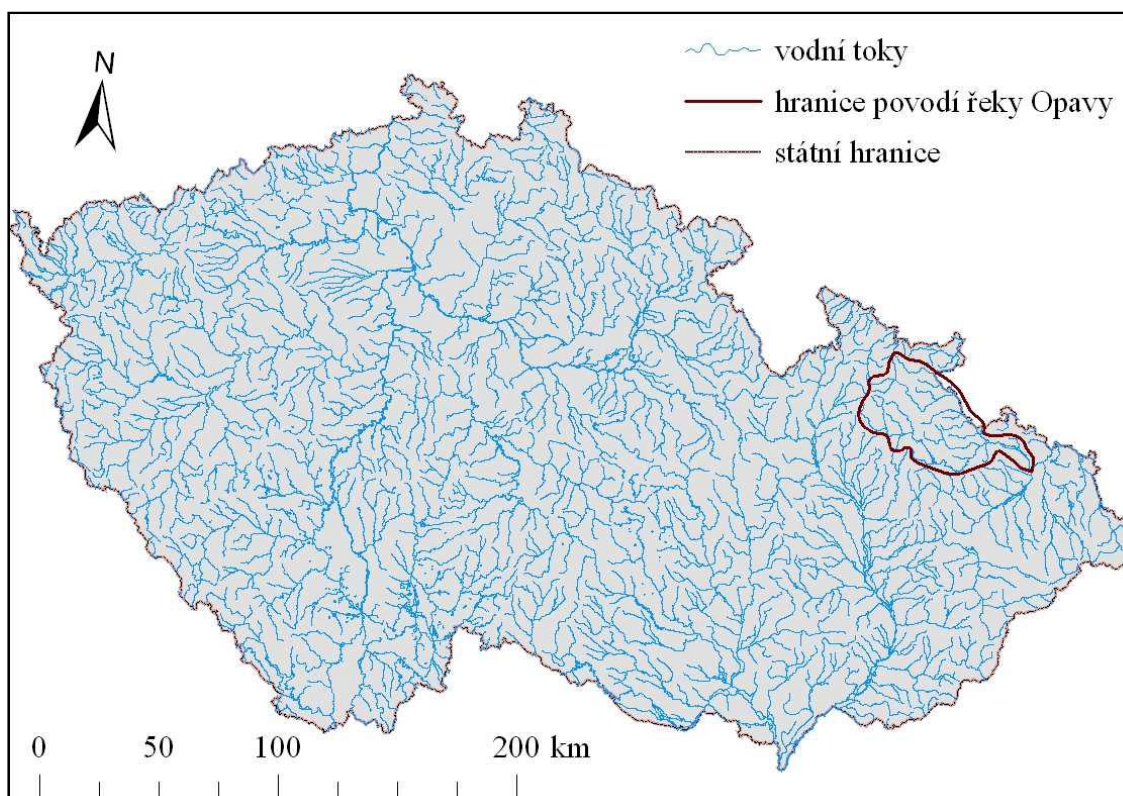 N
vodní toky
hranice povodí řeky Opavy
státní hranice
0 50 100 200 km